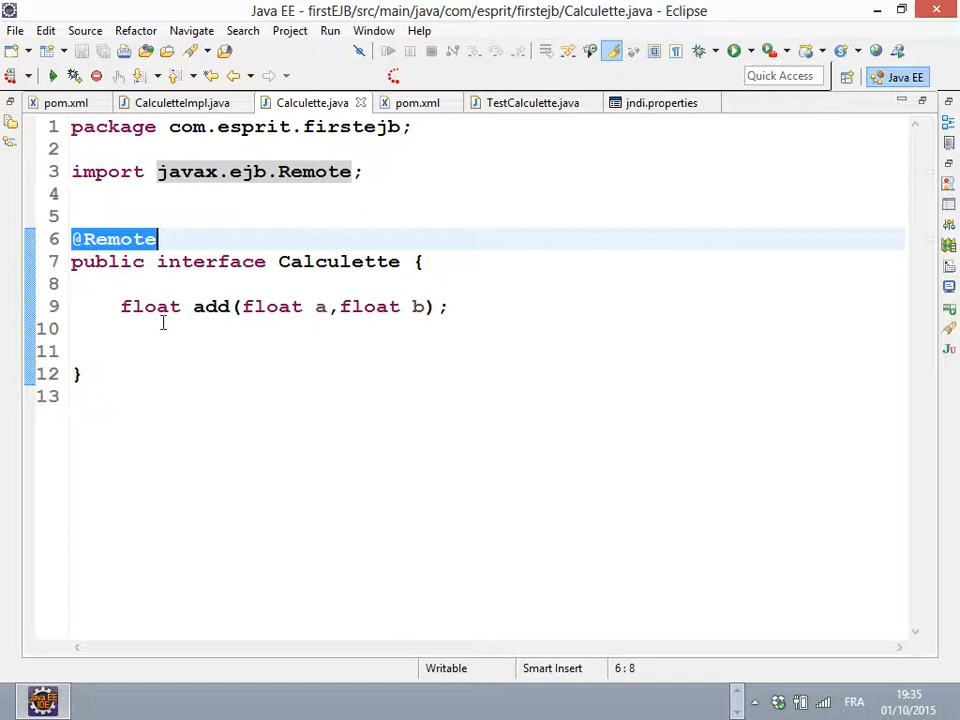 Java EE - firstEJB/src/main/java/com/esprit/firstejb/Calculette.java - Eclipse
File Edit Source Refactor Navigate Search Project Run Window Help
Quick Access Java EE
pom.xml CalculetteImpl.java Calculette.java pom.xml TestCalculette.java jndi.properties
1 package com.esprit.firstejb;
2
3 import javax.ejb.Remote;
4
5
6 @Remote
7 public interface Calculette {
8
9 float add(float a,float b);
10
11
12 }
13
Writable Smart Insert 6 : 8
Java EE IDE
FRA 19:35
01/10/2015